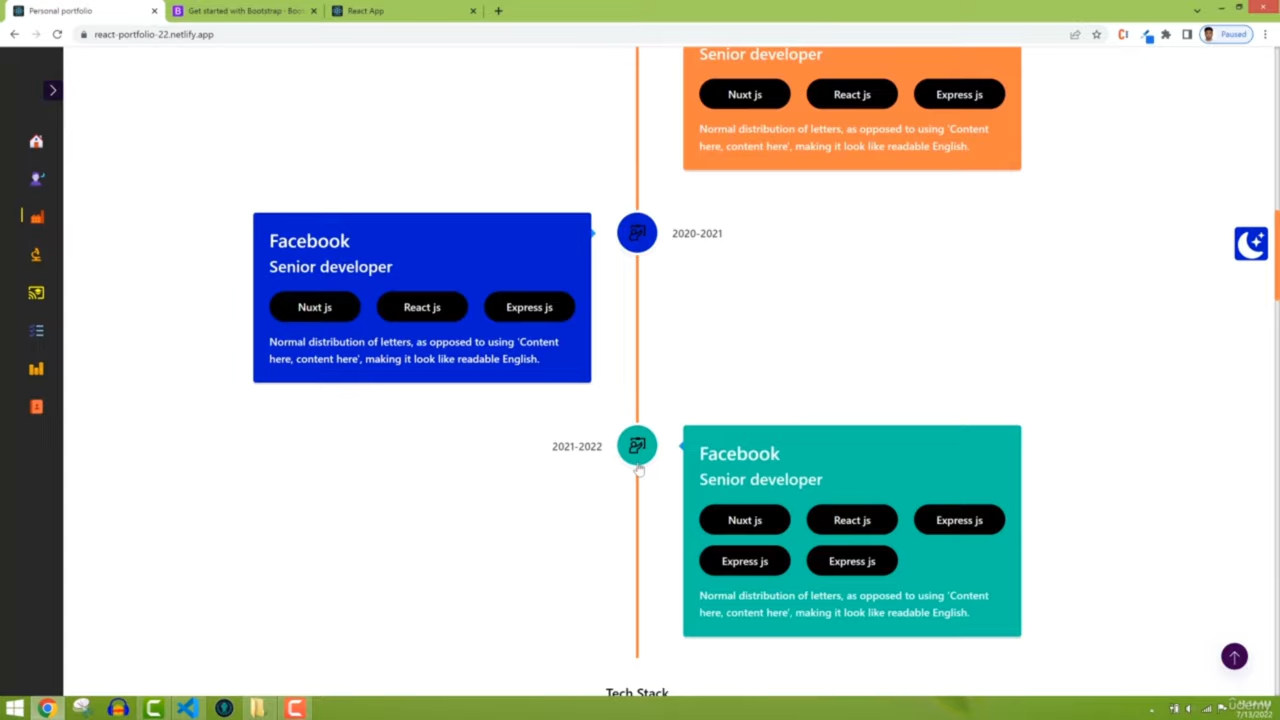 Personal portfolio
Get started with Bootstrap · Boo
React App
react-portfolio-22.netlify.app
Paused
Senior developer
Nuxt js React js Express js
Normal distribution of letters, as opposed to using 'Content
here, content here', making it look like readable English.
Facebook
Senior developer
Nuxt js React js Express js
Normal distribution of letters, as opposed to using 'Content
here, content here', making it look like readable English.
2020-2021
2021-2022
Facebook
Senior developer
Nuxt js React js Express js
Express js Express js
Normal distribution of letters, as opposed to using 'Content
here, content here', making it look like readable English.
Tech Stack
Udemy
7/13/2022